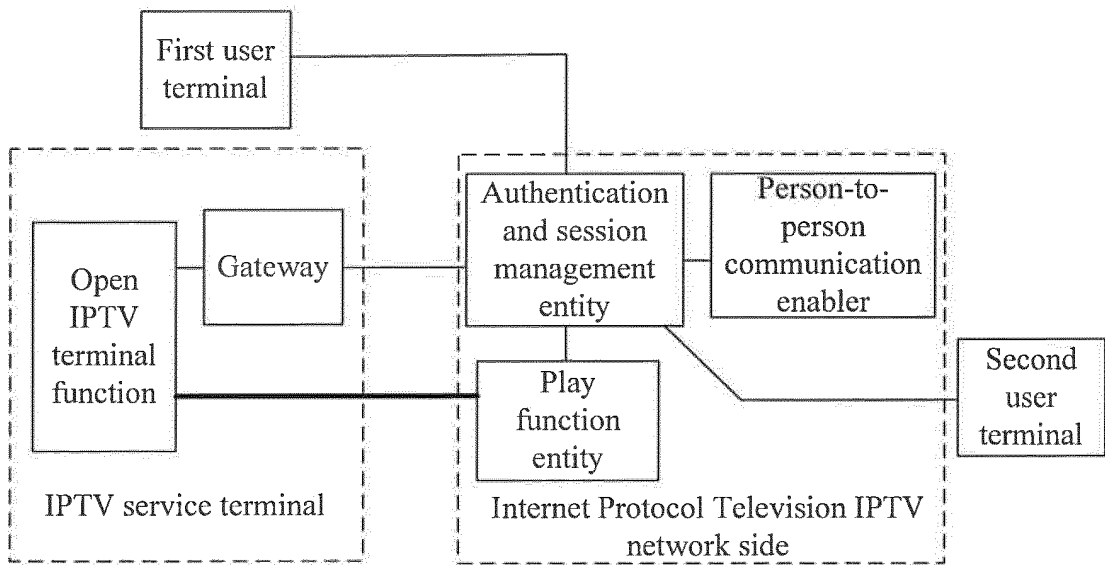 First user
terminal
Open
IPTV
terminal
function
Gateway
IPTV service terminal
Authentication
and session
management
entity
Person-to-
person
communication
enabler
Play
function
entity
Internet Protocol Television IPTV
network side
Second
user
terminal